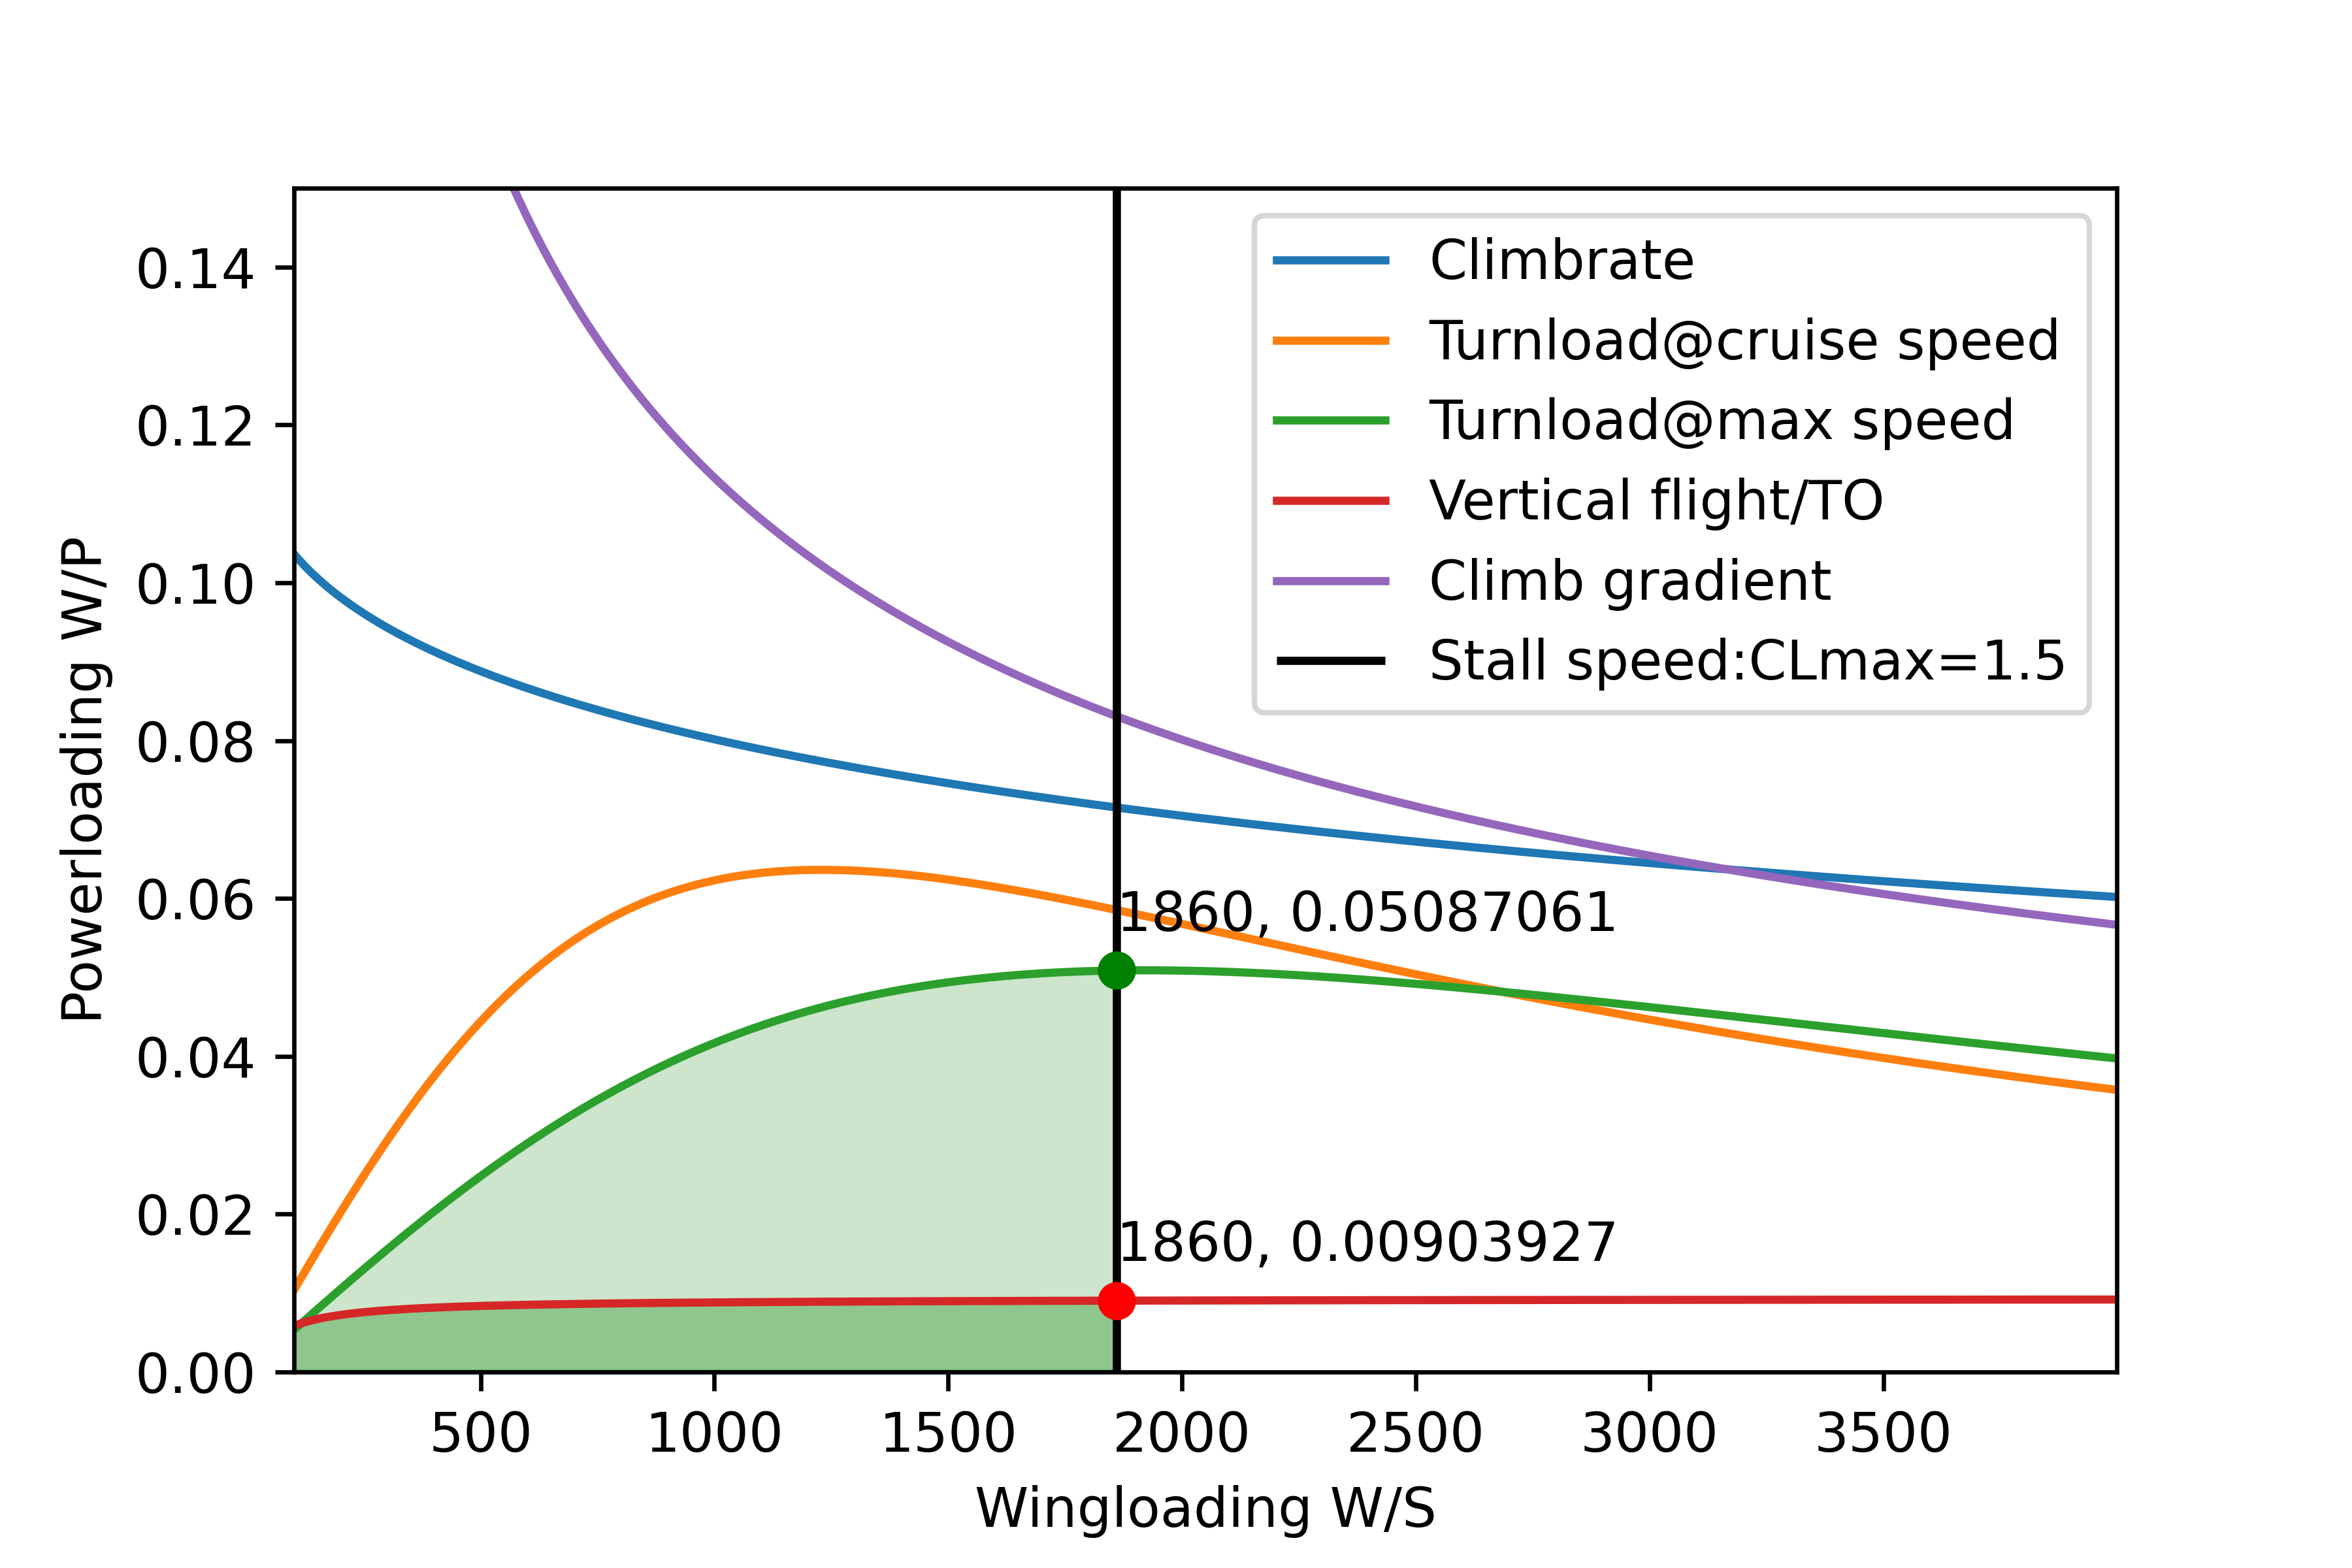 0.14
0.12
0.10
0.08
0.06
0.04
0.02
0.00
Powerloading W/P
500
1000
1500
2000
2500
3000
3500
Wingloading W/S
Climbrate
Turnload@cruise speed
Turnload@max speed
Vertical flight/TO
Climb gradient
Stall speed:CLmax=1.5
1860, 0.05087061
1860, 0.00903927